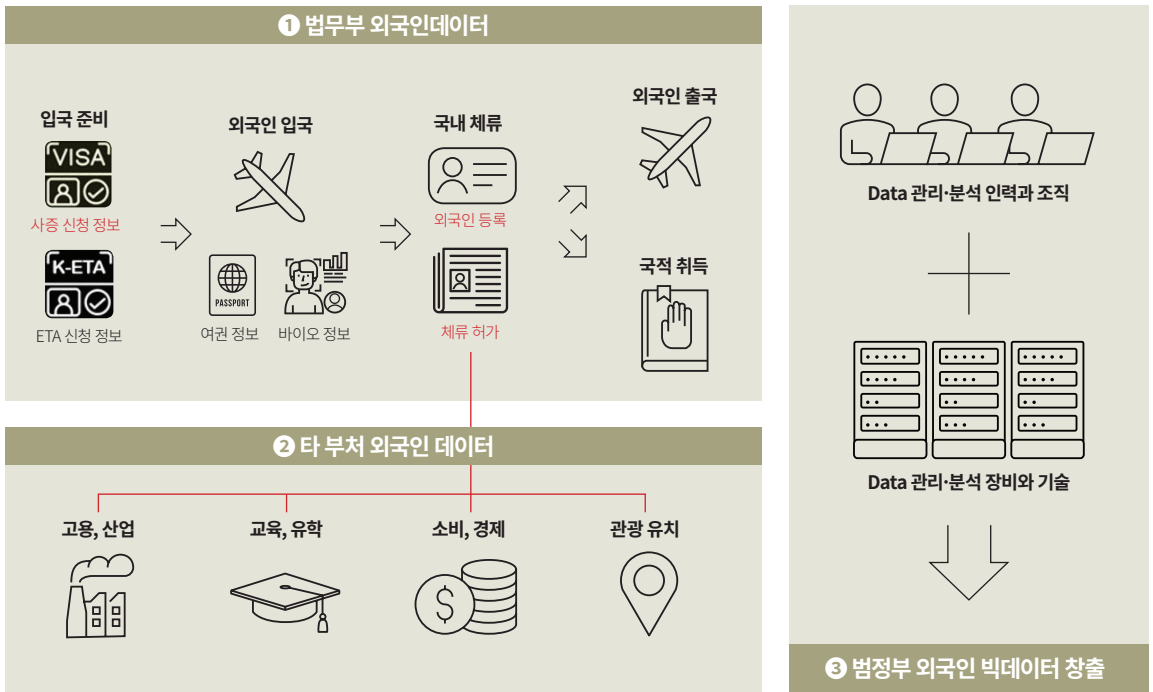 ❶ 법무부 외국인데이터
입국 준비
VISA
사증 신청 정보
K-ETA
ETA 신청 정보
외국인 입국
PASSPORT
여권 정보
바이오 정보
국내 체류
외국인 등록
체류 허가
외국인 출국
국적 취득
❷ 타 부처 외국인 데이터
고용, 산업
교육, 유학
소비, 경제
$
관광 유치
Data 관리·분석 인력과 조직
Data 관리·분석 장비와 기술
❸ 범정부 외국인 빅데이터 창출